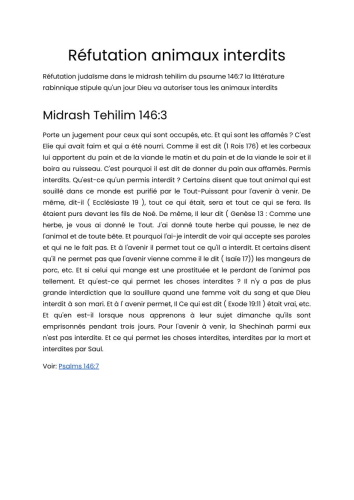 Réfutation animaux interdits
Réfutation judaïsme dans le midrash tehilim du psaume 146:7 la littérature
rabinnique stipule qu'un jour Dieu va autoriser tous les animaux interdits
Midrash Tehilim 146:3
Porte un jugement pour ceux qui sont occupés, etc. Et qui sont les affamés ? C'est
Elie qui avait faim et qui a été nourri. Comme il est dit (1 Rois 176) et les corbeaux
lui apportent du pain et de la viande le matin et du pain et de la viande le soir et il
boira au ruisseau. C'est pourquoi il est dit de donner du pain aux affamés. Permis
interdits. Qu'est-ce qu'un permis interdit ? Certains disent que tout animal qui est
souillé dans ce monde est purifié par le Tout-Puissant pour l'avenir à venir. De
même, dit-il ( Ecclésiaste 19 ), tout ce qui était, sera et tout ce qui se fera. Ils
étaient purs devant les fils de Noé. De même, Il leur dit ( Genèse 13 : Comme une
herbe, je vous ai donné le Tout. J'ai donné toute herbe qui pousse, le nez de
l'animal et de toute bête. Et pourquoi l'ai-je interdit de voir qui accepte ses paroles
et qui ne le fait pas. Et à l'avenir il permet tout ce qu'il a interdit. Et certains disent
qu'il ne permet pas que l'avenir vienne comme il le dit ( Isaïe 17)) les mangeurs de
porc, etc. Et si celui qui mange est une prostituée et le perdant de l'animal pas
tellement. Et qu'est-ce qui permet les choses interdites ? Il n'y a pas de plus
grande interdiction que la souillure quand une femme voit du sang et que Dieu
interdit à son mari. Et à l' avenir permet, Il Ce qui est dit ( Exode 19:11 ) était vrai, etc.
Et qu'en est-il lorsque nous apprenons à leur sujet dimanche qu'ils sont
emprisonnés pendant trois jours. Pour l'avenir à venir, la Shechinah parmi eux
n'est pas interdite. Et ce qui permet les choses interdites, interdites par la mort et
interdites par Saul.
Voir: Psalms 146:7